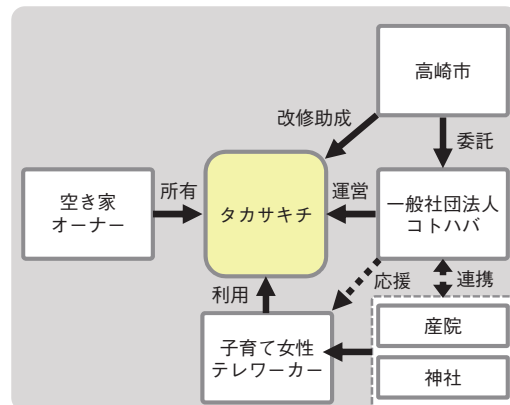 高崎市
改修助成
委託
空き家
オーナー
所有
タカサキチ
運営
一般社団法人
コトハバ
利用
応援
連携
子育て女性
テレワーカー
産院
神社